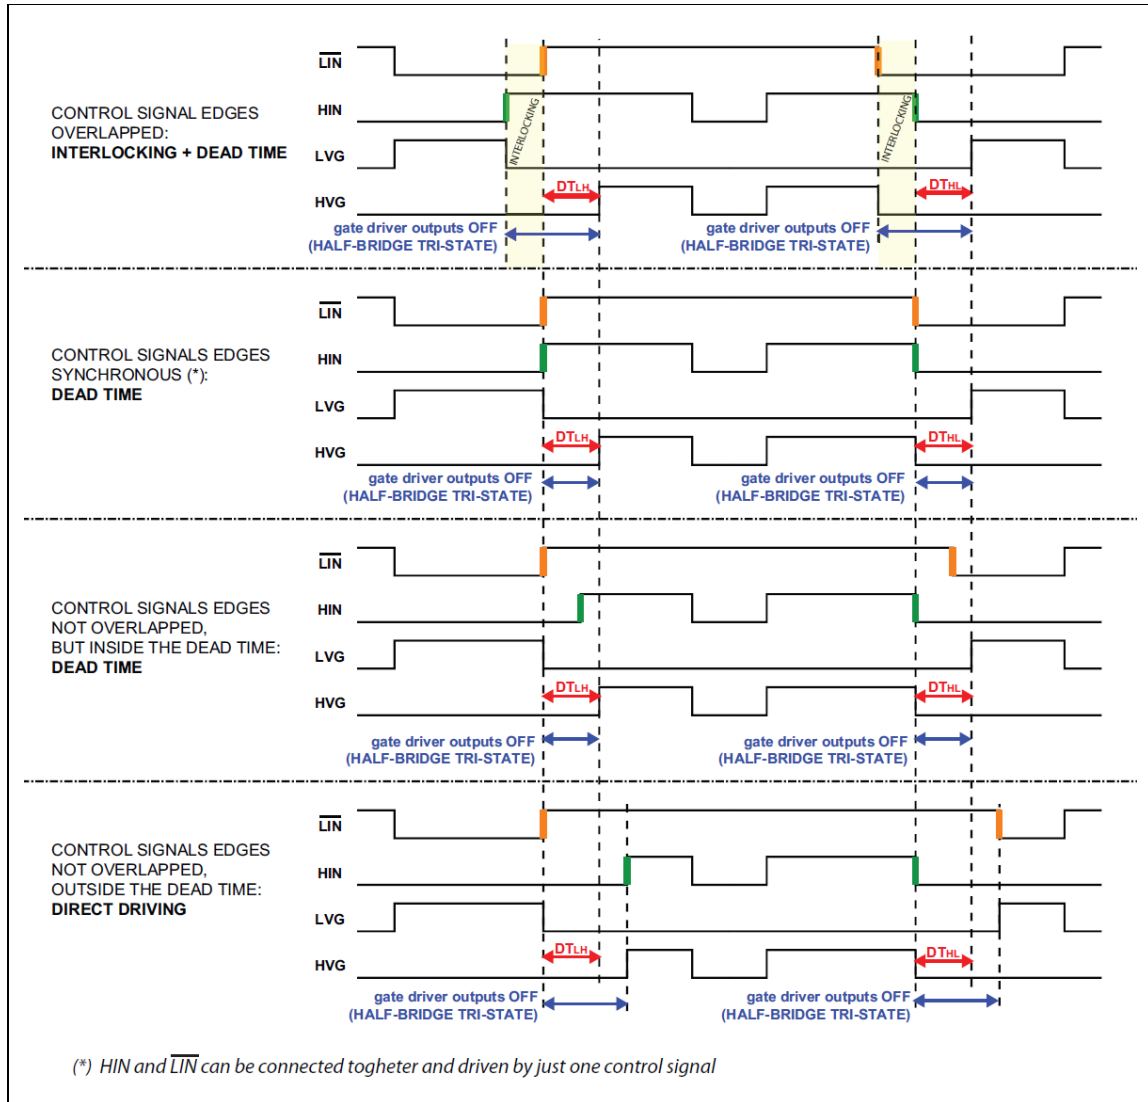 LIN
HIN
LVG
HVG
CONTROL SIGNAL EDGES
OVERLAPPED:
INTERLOCKING + DEAD TIME
INTERLOCKING
INTERLOCKING
DTLH
DTHL
gate driver outputs OFF
(HALF-BRIDGE TRI-STATE)
gate driver outputs OFF
(HALF-BRIDGE TRI-STATE)
LIN
HIN
LVG
HVG
CONTROL SIGNALS EDGES
SYNCHRONOUS (*):
DEAD TIME
DTLH
DTHL
gate driver outputs OFF
(HALF-BRIDGE TRI-STATE)
gate driver outputs OFF
(HALF-BRIDGE TRI-STATE)
LIN
HIN
LVG
HVG
CONTROL SIGNALS EDGES
NOT OVERLAPPED,
BUT INSIDE THE DEAD TIME:
DEAD TIME
DTLH
DTHL
gate driver outputs OFF
(HALF-BRIDGE TRI-STATE)
gate driver outputs OFF
(HALF-BRIDGE TRI-STATE)
LIN
HIN
LVG
HVG
CONTROL SIGNALS EDGES
NOT OVERLAPPED,
OUTSIDE THE DEAD TIME:
DIRECT DRIVING
DTLH
DTHL
gate driver outputs OFF
(HALF-BRIDGE TRI-STATE)
gate driver outputs OFF
(HALF-BRIDGE TRI-STATE)
(*) HIN and LIN can be connected togheter and driven by just one control signal